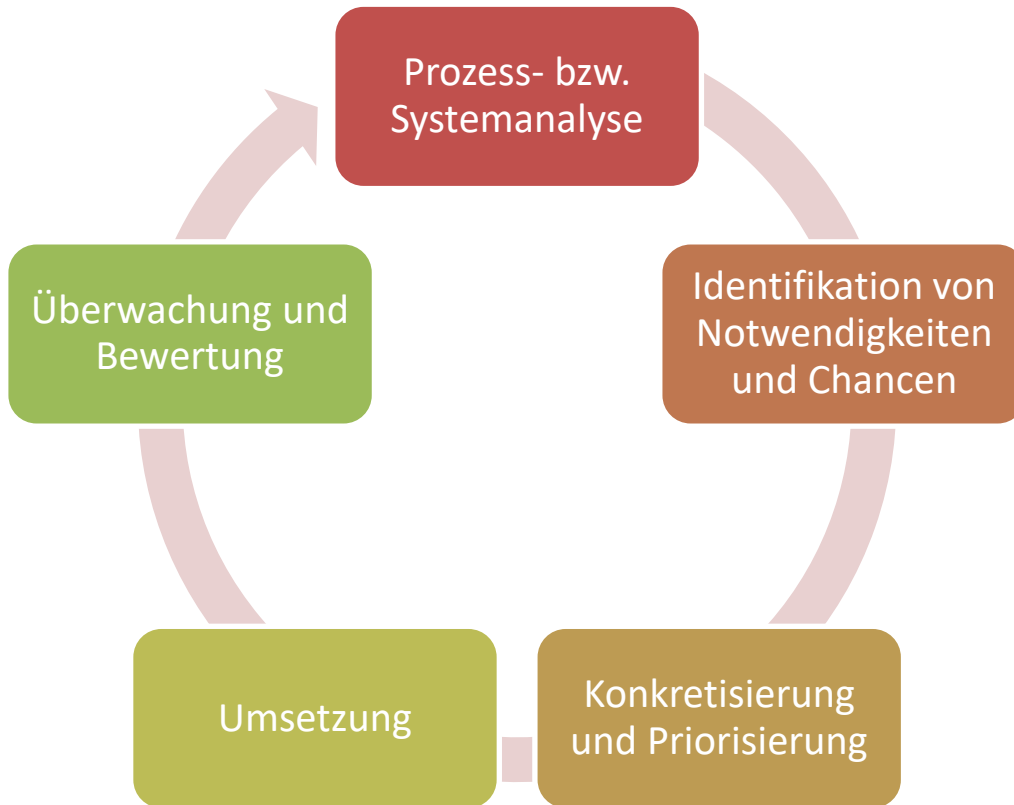 Prozess- bzw.
Systemanalyse
Identifikation von
Notwendigkeiten
und Chancen
Konkretisierung
und Priorisierung
Umsetzung
Überwachung und
Bewertung